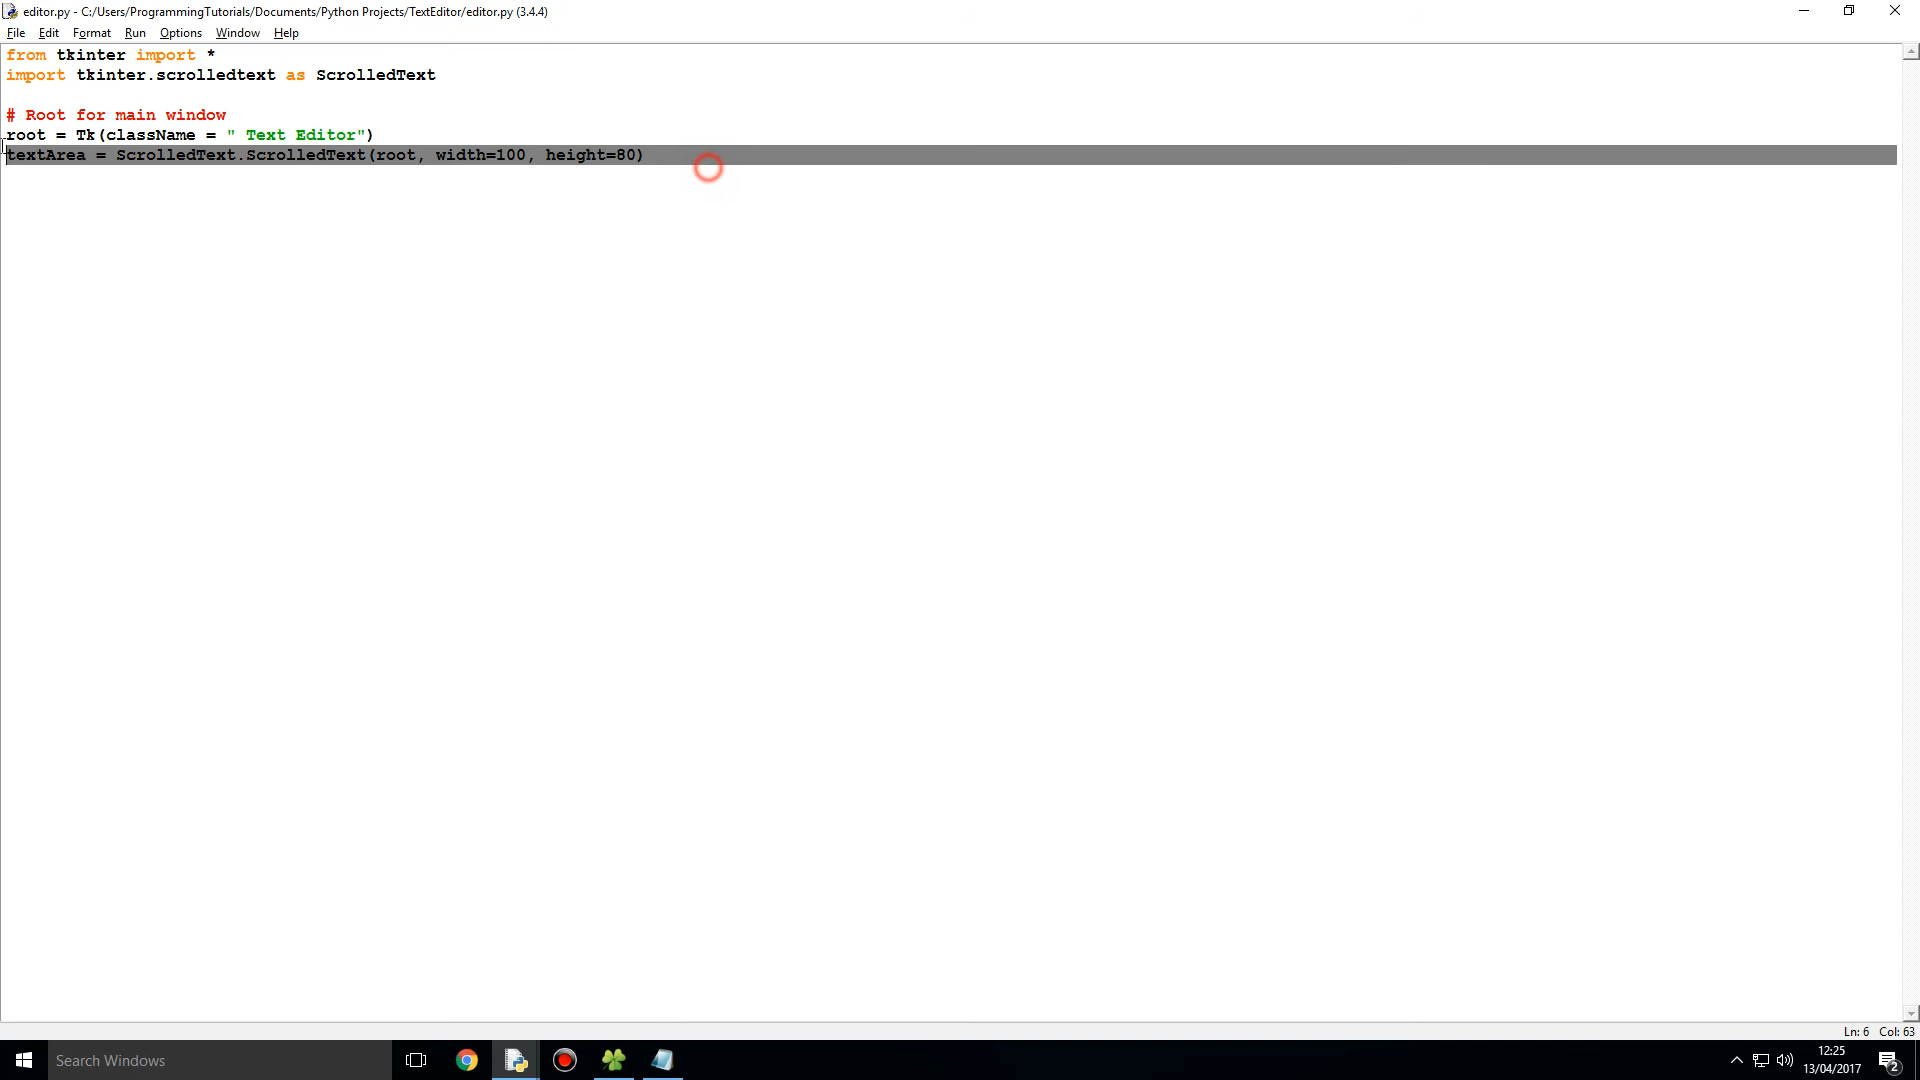 editor.py - C:/Users/ProgrammingTutorials/Documents/Python Projects/TextEditor/editor.py (3.4.4)
File Edit Format Run Options Window Help
from tkinter import *
import tkinter.scrolledtext as ScrolledText
# Root for main window
root = Tk(className = " Text Editor")
textArea = ScrolledText.ScrolledText(root, width=100, height=80)
Ln: 6 Col: 63
Search Windows
12:25
13/04/2017
2